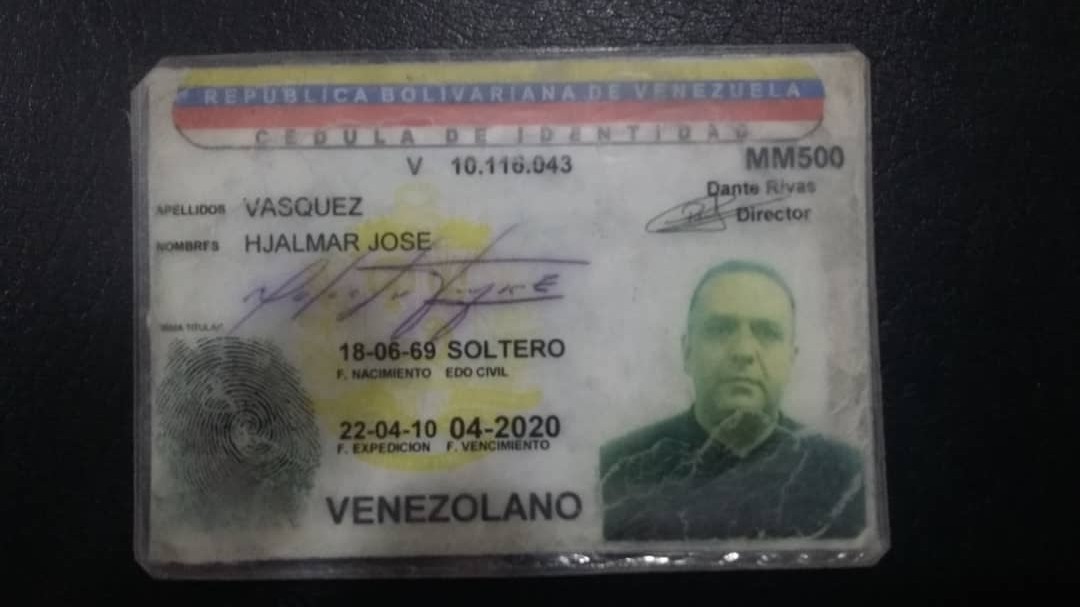 REPUBLICA BOLIVARIANA DE VENEZUELA
CEDULA DE IDENTIDAD
V 10.116.043
MM500
Dante Rivas
Director
APELLIDOS VASQUEZ
NOMBRES HJALMAR JOSE
FIRMA TITULAR
18-06-69 SOLTERO
F. NACIMIENTO EDO CIVIL
22-04-10 04-2020
F. EXPEDICION F. VENCIMIENTO
VENEZOLANO